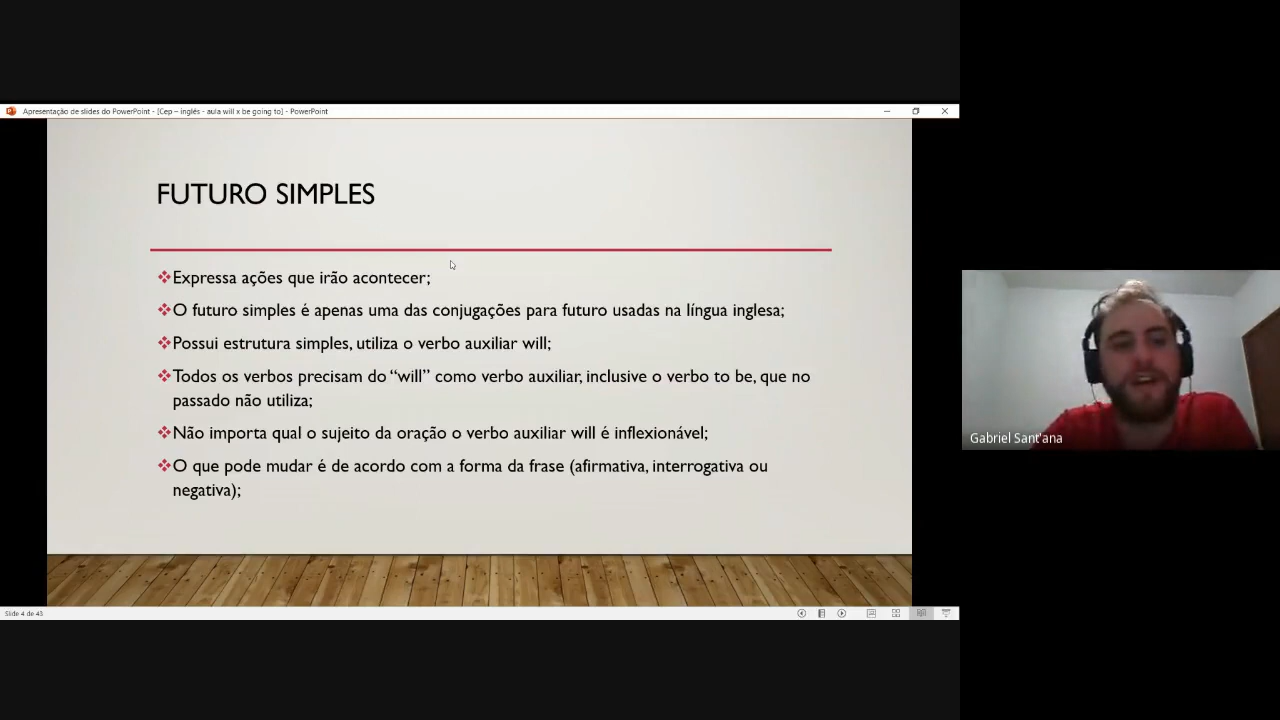 Apresentação de slides do PowerPoint - [Cep – inglês - aula will x be going to] - PowerPoint
FUTURO SIMPLES
❖Expressa ações que irão acontecer;
❖O futuro simples é apenas uma das conjugações para futuro usadas na língua inglesa;
❖Possui estrutura simples, utiliza o verbo auxiliar will;
❖Todos os verbos precisam do “will” como verbo auxiliar, inclusive o verbo to be, que no
passado não utiliza;
❖Não importa qual o sujeito da oração o verbo auxiliar will é inflexionável;
❖O que pode mudar é de acordo com a forma da frase (afirmativa, interrogativa ou
negativa);
Gabriel Sant'ana
Slide 4 de 43